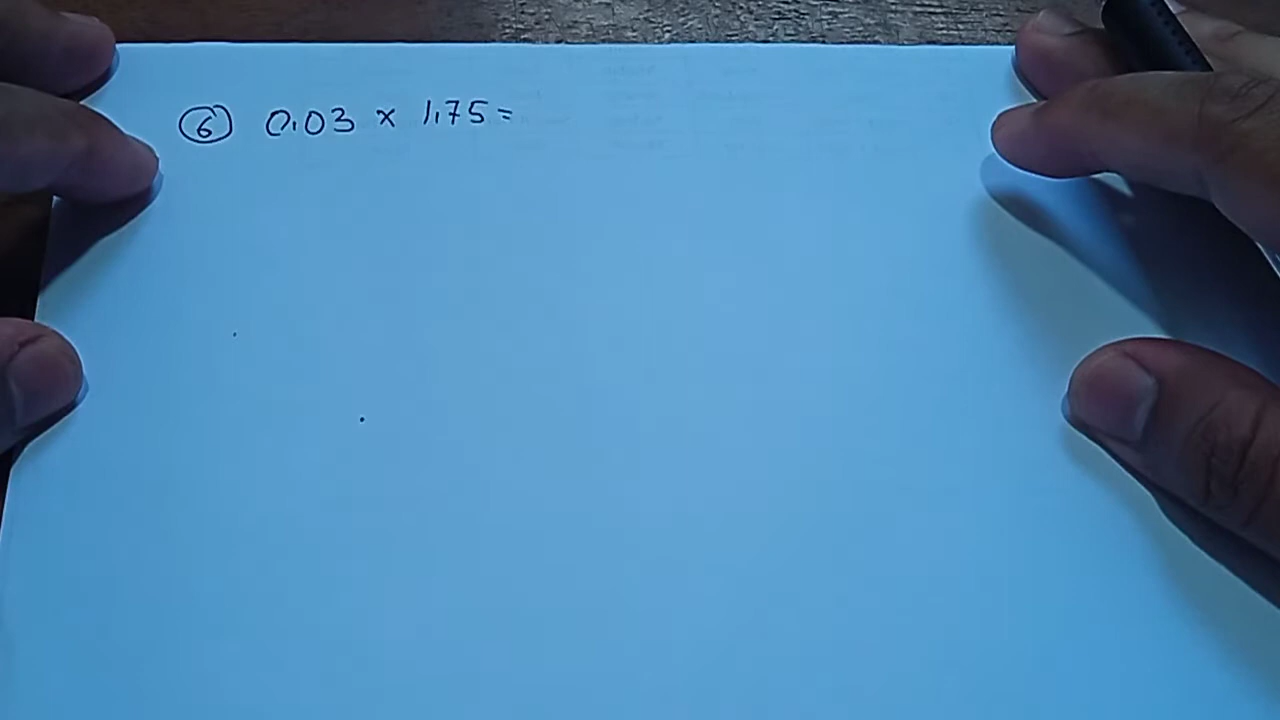 ⑥ 0.03 × 1.75 =